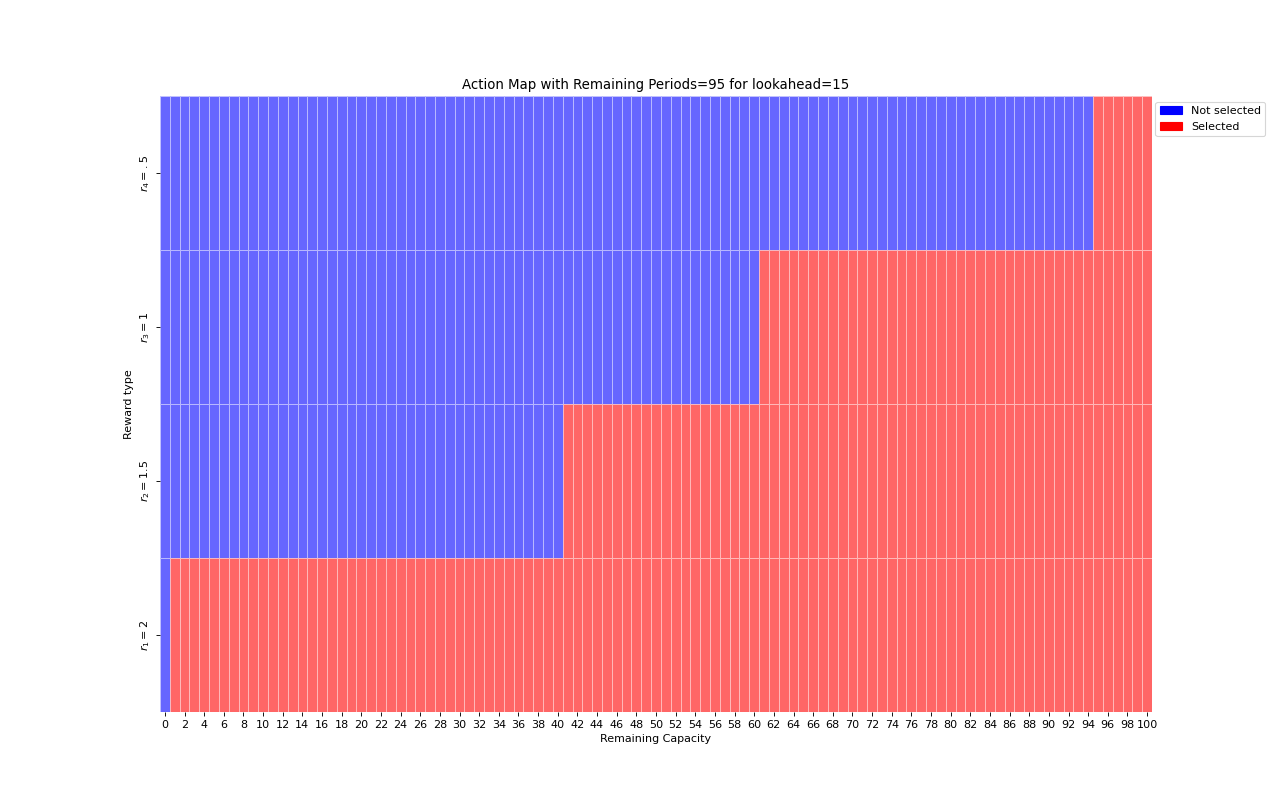 Action Map with Remaining Periods=95 for lookahead=15
Not selected
Selected
r₄ = .5
r₃ = 1
r₂ = 1.5
r₁ = 2
Reward type
0 2 4 6 8 10 12 14 16 18 20 22 24 26 28 30 32 34 36 38 40 42 44 46 48 50 52 54 56 58 60 62 64 66 68 70 72 74 76 78 80 82 84 86 88 90 92 94 96 98 100
Remaining Capacity